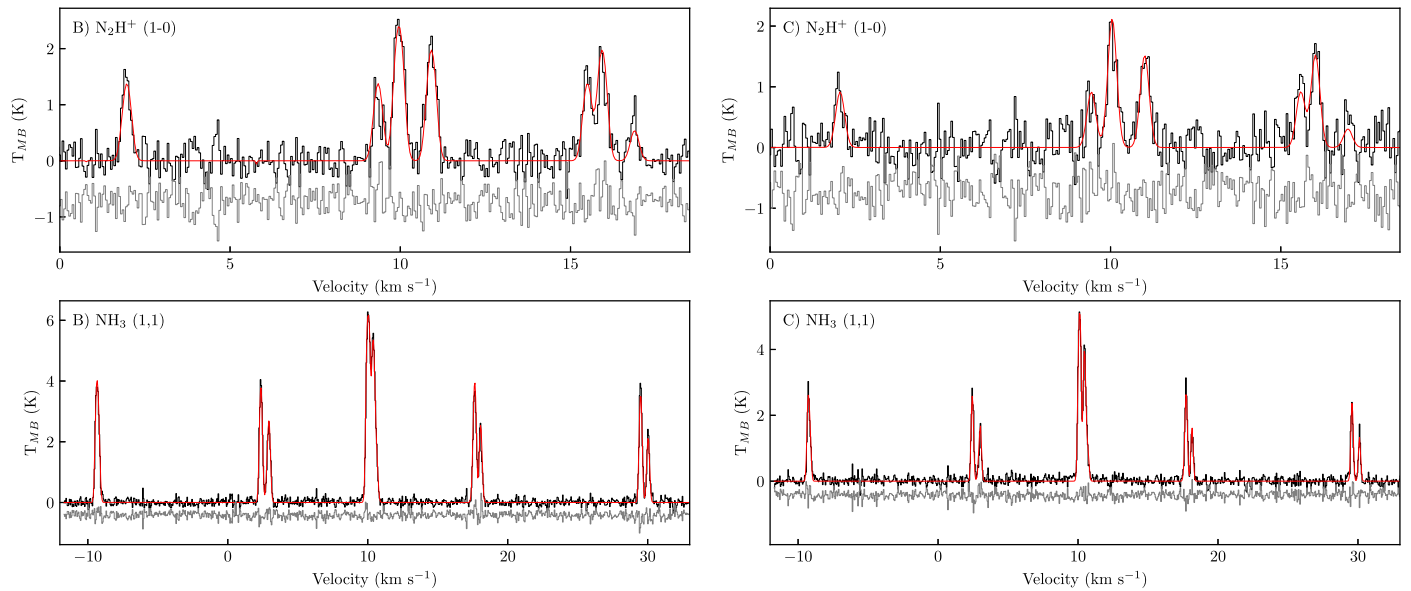 B) N₂H⁺ (1-0)
2
1
0
−1
T_MB (K)
0 5 10 15
Velocity (km s⁻¹)
C) N₂H⁺ (1-0)
2
1
0
−1
T_MB (K)
0 5 10 15
Velocity (km s⁻¹)
B) NH₃ (1,1)
6
4
2
0
T_MB (K)
−10 0 10 20 30
Velocity (km s⁻¹)
C) NH₃ (1,1)
4
2
0
T_MB (K)
−10 0 10 20 30
Velocity (km s⁻¹)